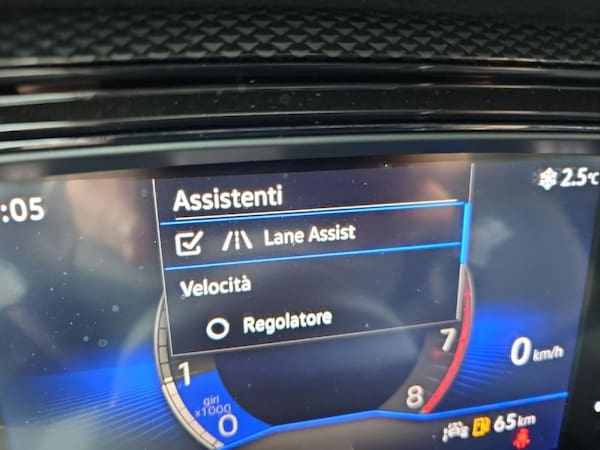 :05
2.5°C
Assistenti
Lane Assist
Velocità
Regolatore
1
7
0 km/h
giri
x1000
0
8
65 km